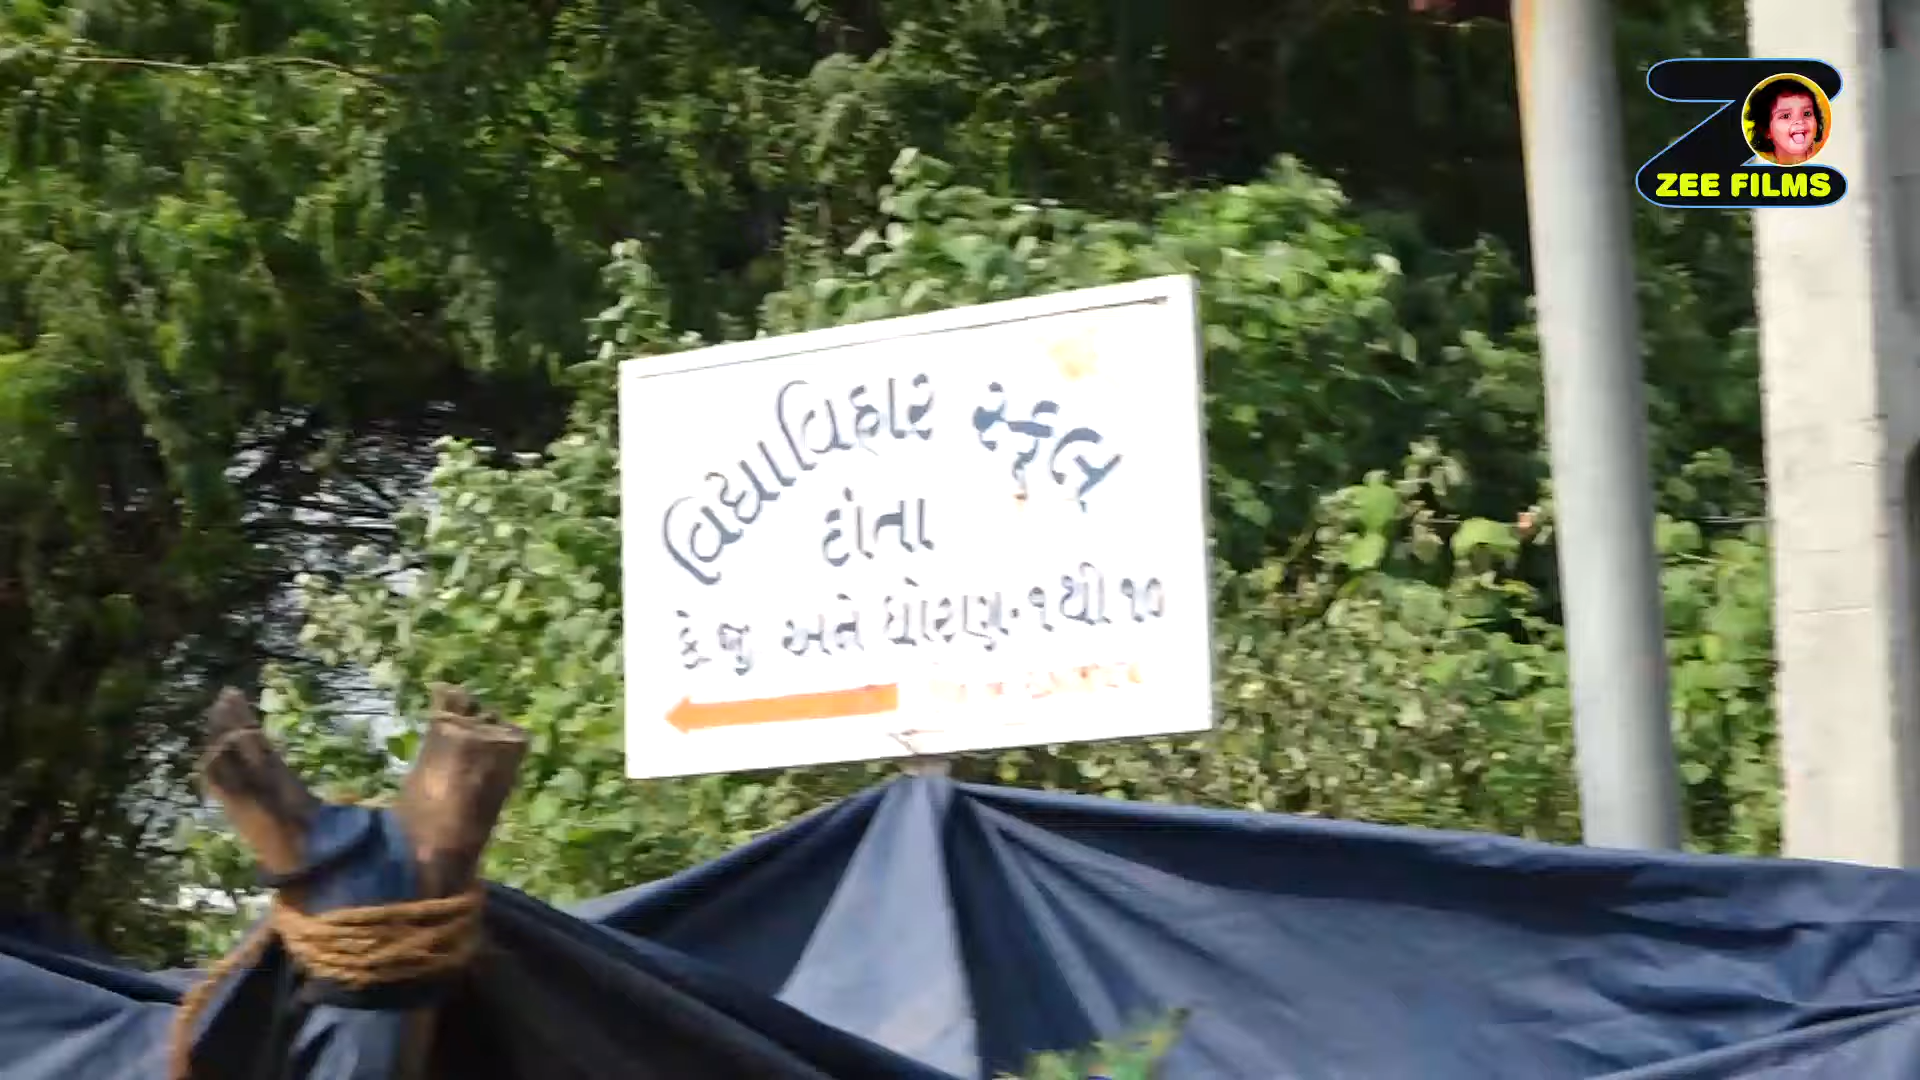 ZEE FILMS
વિદ્યાવિહાર સ્કૂલ
દાંતા
કે.જી અને ધોરણ-૧ થી ૧૦